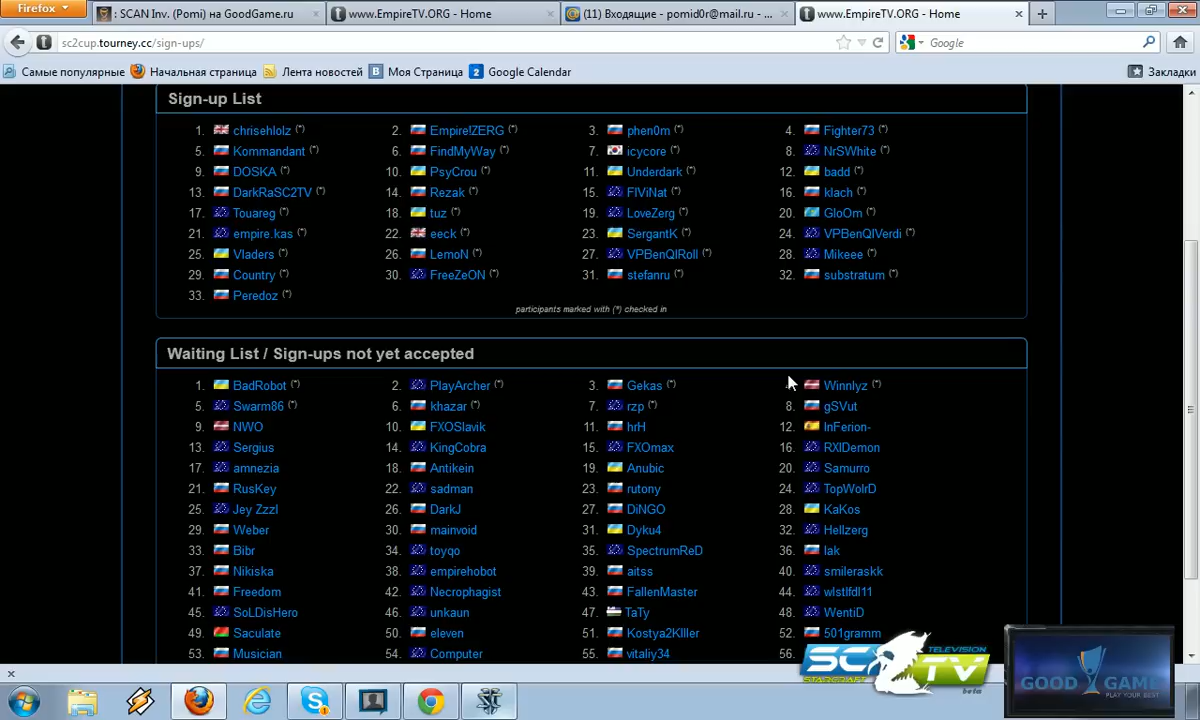 Firefox
: SCAN Inv. (Pomi) на GoodGame.ru
www.EmpireTV.ORG - Home
(11) Входящие - pomid0r@mail.ru - ...
www.EmpireTV.ORG - Home
sc2cup.tourney.cc/sign-ups/
Google
Самые популярные Начальная страница Лента новостей Моя Страница Google Calendar Закладки
Sign-up List
1. chrisehlolz (*) 2. Empire!ZERG (*) 3. phen0m (*) 4. Fighter73 (*)
5. Kommandant (*) 6. FindMyWay (*) 7. icycore (*) 8. NrSWhite (*)
9. DOSKA (*) 10. PsyCrou (*) 11. Underdark (*) 12. badd (*)
13. DarkRaSC2TV (*) 14. Rezak (*) 15. FIViNat (*) 16. klach (*)
17. Touareg (*) 18. tuz (*) 19. LoveZerg (*) 20. GloOm (*)
21. empire.kas (*) 22. eeck (*) 23. SergantK (*) 24. VPBenQIVerdi (*)
25. Vladers (*) 26. LemoN (*) 27. VPBenQIRoll (*) 28. Mikeee (*)
29. Country (*) 30. FreeZeON (*) 31. stefanru (*) 32. substratum (*)
33. Peredoz (*)
participants marked with (*) checked in
Waiting List / Sign-ups not yet accepted
1. BadRobot (*) 2. PlayArcher (*) 3. Gekas (*) Winnlyz (*)
5. Swarm86 (*) 6. khazar (*) 7. rzp (*) 8. gSVut
9. NWO 10. FXOSlavik 11. hrH 12. InFerion-
13. Sergius 14. KingCobra 15. FXOmax 16. RXIDemon
17. amnezia 18. Antikein 19. Anubic 20. Samurro
21. RusKey 22. sadman 23. rutony 24. TopWolrD
25. Jey Zzzl 26. DarkJ 27. DiNGO 28. KaKos
29. Weber 30. mainvoid 31. Dyku4 32. Hellzerg
33. Bibr 34. toyqo 35. SpectrumReD 36. lak
37. Nikiska 38. empirehobot 39. aitss 40. smileraskk
41. Freedom 42. Necrophagist 43. FallenMaster 44. wlstlfdl11
45. SoLDisHero 46. unkaun 47. TaTy 48. WentiD
49. Saculate 50. eleven 51. Kostya2KIller 52. 501gramm
53. Musician 54. Computer 55. vitaliy34 56.
SC TV
TELEVISION
STARCRAFT
beta
GOOD GAME
PLAY YOUR BEST